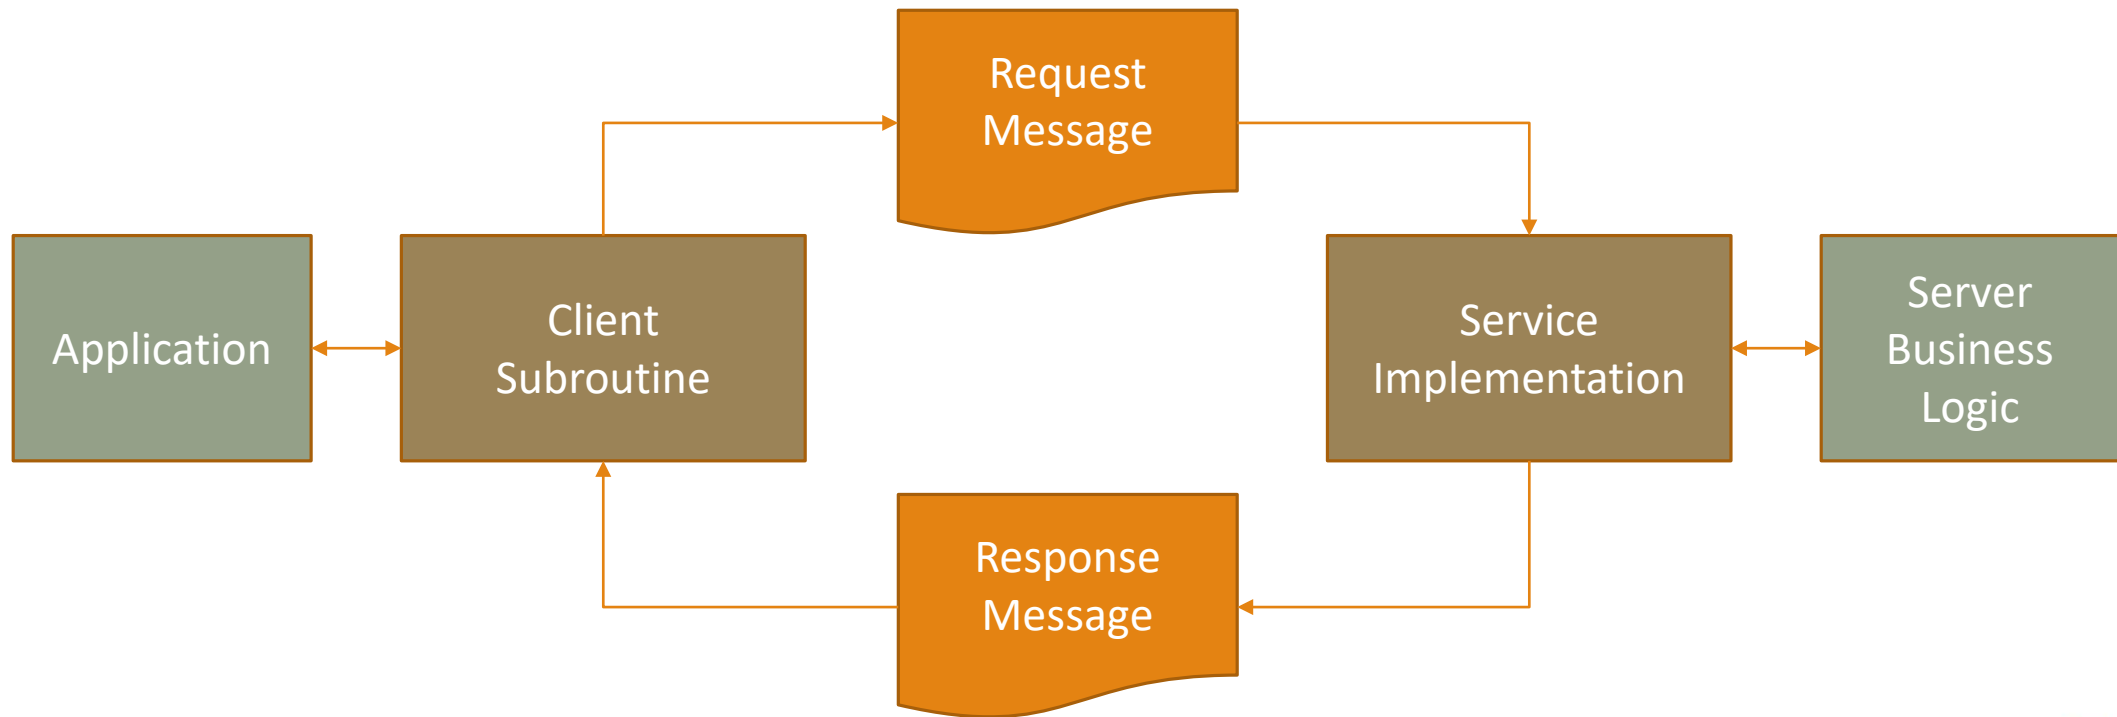 Request
Message
Application
Client
Subroutine
Service
Implementation
Server
Business
Logic
Response
Message